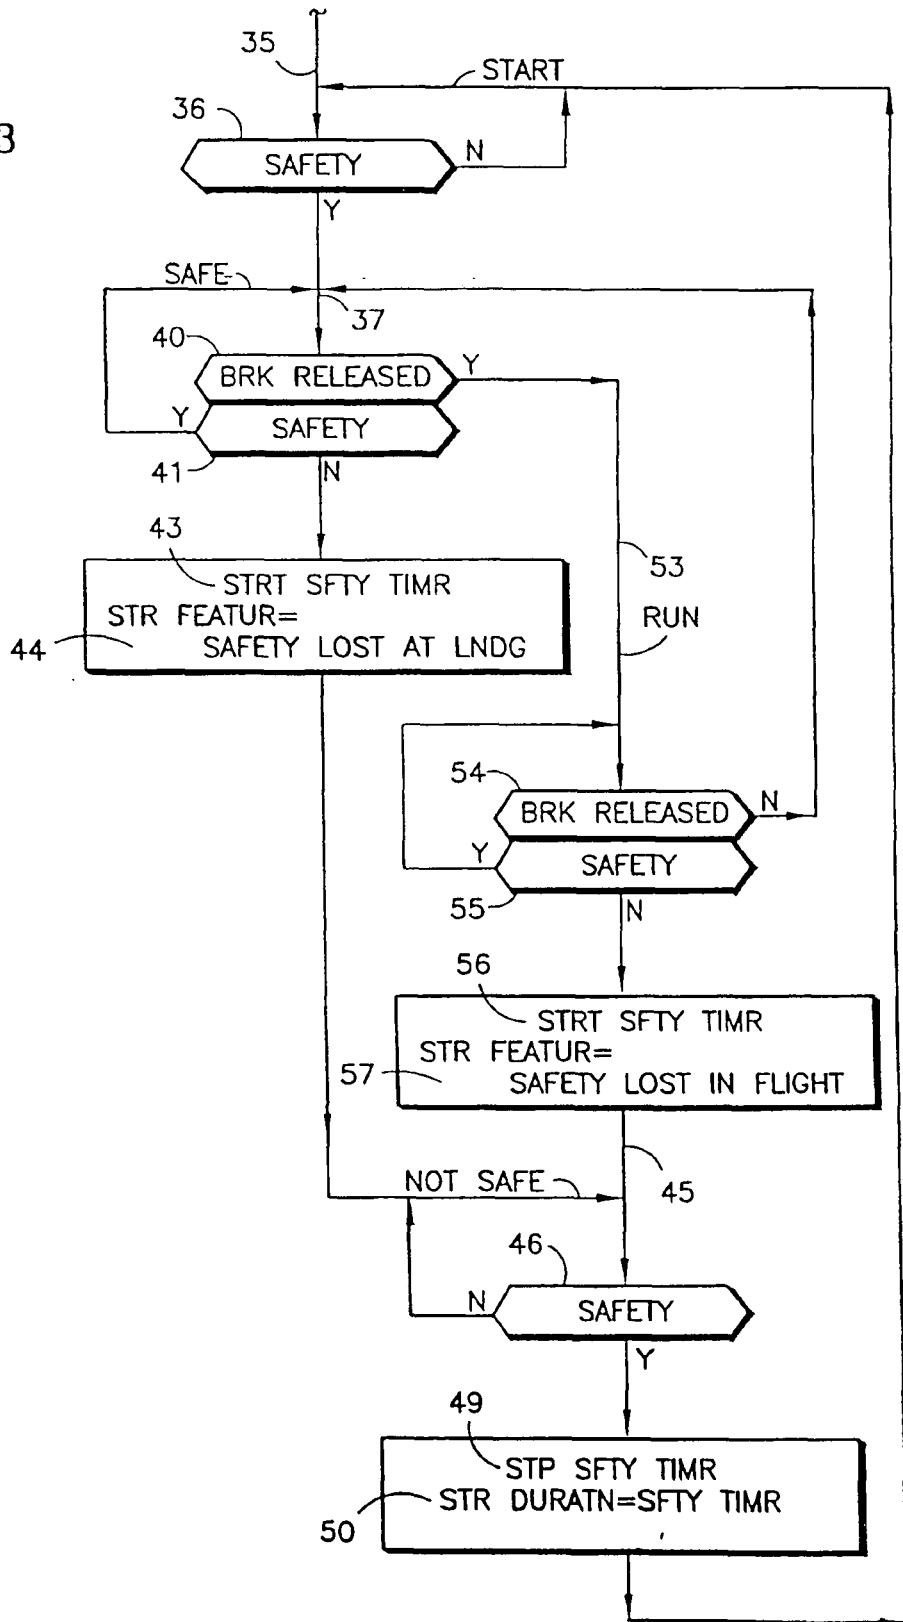 35
START
36
3
SAFETY
N
Y
SAFE
37
40
BRK RELEASED
Y
Y
SAFETY
41
N
43
STRT SFTY TIMR
STR FEATUR=
44
SAFETY LOST AT LNDG
53
RUN
54
BRK RELEASED
N
Y
SAFETY
55
N
56
STRT SFTY TIMR
STR FEATUR=
57
SAFETY LOST IN FLIGHT
NOT SAFE
45
46
N
SAFETY
Y
49
STP SFTY TIMR
STR DURATN=SFTY TIMR
50